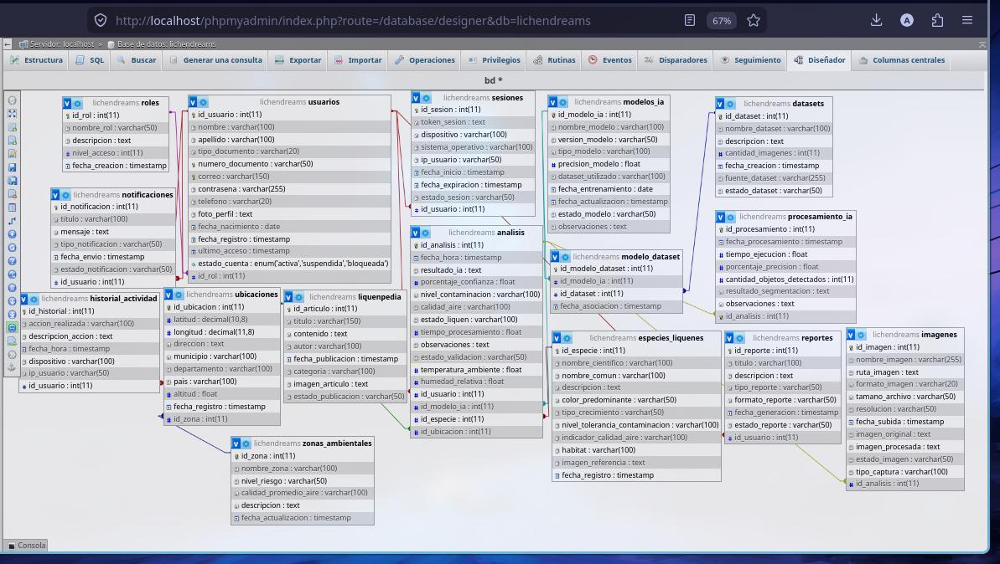 http://localhost/phpmyadmin/index.php?route=/database/designer&db=lichendreams
67%
A
Servidor: localhost » Base de datos: lichendreams
Estructura SQL Buscar Generar una consulta Exportar Importar Operaciones Privilegios Rutinas Eventos Disparadores Seguimiento Diseñador Columnas centrales
bd *
lichendreams roles
id_rol : int(11)
nombre_rol : varchar(50)
descripcion : text
nivel_acceso : int(11)
fecha_creacion : timestamp
lichendreams usuarios
id_usuario : int(11)
nombre : varchar(100)
apellido : varchar(100)
tipo_documento : varchar(20)
numero_documento : varchar(50)
correo : varchar(150)
contrasena : varchar(255)
telefono : varchar(20)
foto_perfil : text
fecha_nacimiento : date
fecha_registro : timestamp
ultimo_acceso : timestamp
estado_cuenta : enum('activa','suspendida','bloqueada')
id_rol : int(11)
lichendreams sesiones
id_sesion : int(11)
token_sesion : text
dispositivo : varchar(100)
sistema_operativo : varchar(100)
ip_usuario : varchar(50)
fecha_inicio : timestamp
fecha_expiracion : timestamp
estado_sesion : varchar(50)
id_usuario : int(11)
lichendreams modelos_ia
id_modelo_ia : int(11)
nombre_modelo : varchar(100)
version_modelo : varchar(50)
tipo_modelo : varchar(100)
precision_modelo : float
dataset_utilizado : varchar(100)
fecha_entrenamiento : date
fecha_actualizacion : timestamp
estado_modelo : varchar(50)
observaciones : text
lichendreams datasets
id_dataset : int(11)
nombre_dataset : varchar(100)
descripcion : text
cantidad_imagenes : int(11)
fecha_creacion : timestamp
fuente_dataset : varchar(255)
estado_dataset : varchar(50)
lichendreams notificaciones
id_notificacion : int(11)
titulo : varchar(100)
mensaje : text
tipo_notificacion : varchar(50)
fecha_envio : timestamp
estado_notificacion : varchar(50)
id_usuario : int(11)
lichendreams analisis
id_analisis : int(11)
fecha_hora : timestamp
resultado_ia : text
porcentaje_confianza : float
nivel_contaminacion : varchar(100)
calidad_aire : varchar(100)
estado_liquen : varchar(100)
tiempo_procesamiento : float
observaciones : text
estado_validacion : varchar(50)
temperatura_ambiente : float
humedad_relativa : float
id_usuario : int(11)
id_modelo_ia : int(11)
id_especie : int(11)
id_ubicacion : int(11)
lichendreams modelo_dataset
id_modelo_dataset : int(11)
id_modelo_ia : int(11)
id_dataset : int(11)
fecha_asociacion : timestamp
lichendreams procesamiento_ia
id_procesamiento : int(11)
fecha_procesamiento : timestamp
tiempo_ejecucion : float
porcentaje_precision : float
cantidad_objetos_detectados : int(11)
resultado_segmentacion : text
observaciones : text
id_analisis : int(11)
lichendreams historial_actividad
id_historial : int(11)
accion_realizada : varchar(100)
descripcion_accion : text
fecha_hora : timestamp
dispositivo : varchar(100)
ip_usuario : varchar(50)
id_usuario : int(11)
lichendreams ubicaciones
id_ubicacion : int(11)
latitud : decimal(10,8)
longitud : decimal(11,8)
direccion : text
municipio : varchar(100)
departamento : varchar(100)
pais : varchar(100)
altitud : float
fecha_registro : timestamp
id_zona : int(11)
lichendreams liquenpedia
id_articulo : int(11)
titulo : varchar(150)
contenido : text
autor : varchar(100)
fecha_publicacion : timestamp
categoria : varchar(100)
imagen_articulo : text
estado_publicacion : varchar(50)
lichendreams especies_liquenes
id_especie : int(11)
nombre_cientifico : varchar(100)
nombre_comun : varchar(100)
descripcion : text
color_predominante : varchar(50)
tipo_crecimiento : varchar(50)
nivel_tolerancia_contaminacion : varchar(100)
indicador_calidad_aire : varchar(100)
habitat : varchar(100)
imagen_referencia : text
fecha_registro : timestamp
lichendreams reportes
id_reporte : int(11)
titulo : varchar(100)
descripcion : text
tipo_reporte : varchar(50)
formato_reporte : varchar(50)
fecha_generacion : timestamp
estado_reporte : varchar(50)
id_usuario : int(11)
lichendreams imagenes
id_imagen : int(11)
nombre_imagen : varchar(255)
ruta_imagen : text
formato_imagen : varchar(20)
tamano_archivo : varchar(50)
resolucion : varchar(50)
fecha_subida : timestamp
imagen_original : text
imagen_procesada : text
estado_imagen : varchar(50)
tipo_captura : varchar(100)
id_analisis : int(11)
lichendreams zonas_ambientales
id_zona : int(11)
nombre_zona : varchar(100)
nivel_riesgo : varchar(50)
calidad_promedio_aire : varchar(100)
descripcion : text
fecha_actualizacion : timestamp
Consola